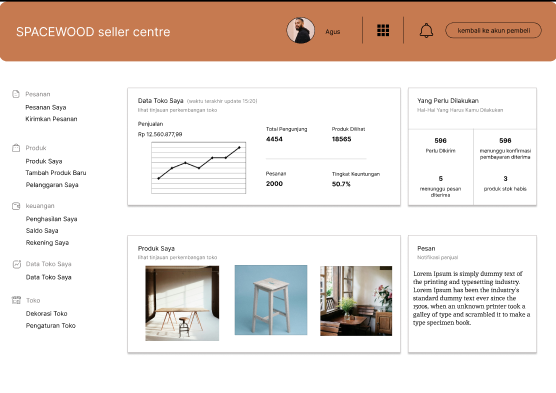 SPACEWOOD seller centre
Agus
kembali ke akun pembeli
Pesanan
Pesanan Saya
Kirimkan Pesanan
Produk
Produk Saya
Tambah Produk Baru
Pelanggaran Saya
keuangan
Penghasilan Saya
Saldo Saya
Rekening Saya
Data Toko Saya
Data Toko Saya
Toko
Dekorasi Toko
Pengaturan Toko
Data Toko Saya (waktu terakhir update 15:20)
lihat tinjauan perkembangan toko
Penjualan
Rp 12.560.877,99
Total Pengunjung
4454
Produk Dilihat
18565
Pesanan
2000
Tingkat Keuntungan
50.7%
Yang Perlu Dilakukan
Hal-Hal Yang Harus Kamu Dilakukan
596
Perlu Dikirim
596
menunggu konfirmasi
pembayaran diterima
5
menunggu pesan
diterima
3
produk stok habis
Produk Saya
lihat tinjauan perkembangan toko
Pesan
Notifikasi penjual
Lorem Ipsum is simply dummy text of
the printing and typesetting industry.
Lorem Ipsum has been the industry's
standard dummy text ever since the
1500s, when an unknown printer took a
galley of type and scrambled it to make a
type specimen book.